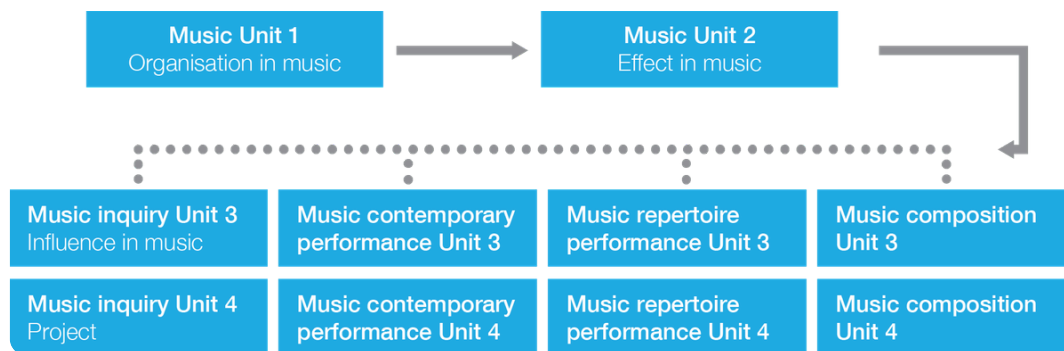 Music Unit 1
Organisation in music
Music Unit 2
Effect in music
Music inquiry Unit 3
Influence in music
Music contemporary
performance Unit 3
Music repertoire
performance Unit 3
Music composition
Unit 3
Music inquiry Unit 4
Project
Music contemporary
performance Unit 4
Music repertoire
performance Unit 4
Music composition
Unit 4